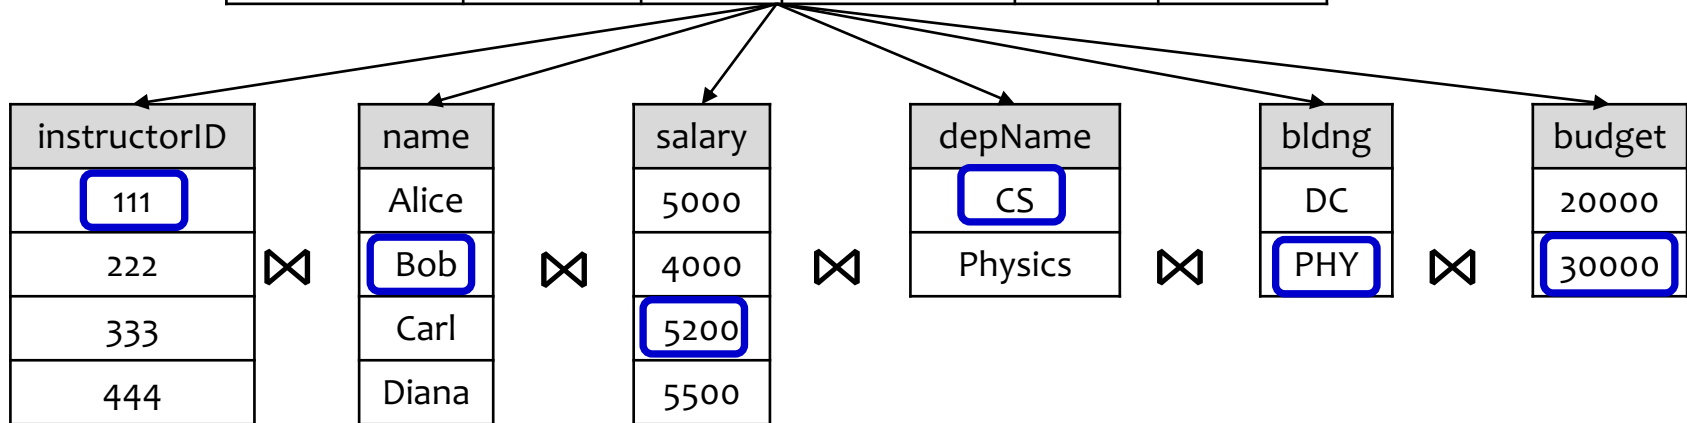 instructorID name salary depName bldng budget
111 Alice 5000 CS DC 20000
222 ⋈ Bob ⋈ 4000 ⋈ Physics ⋈ PHY ⋈ 30000
333 Carl 5200
444 Diana 5500